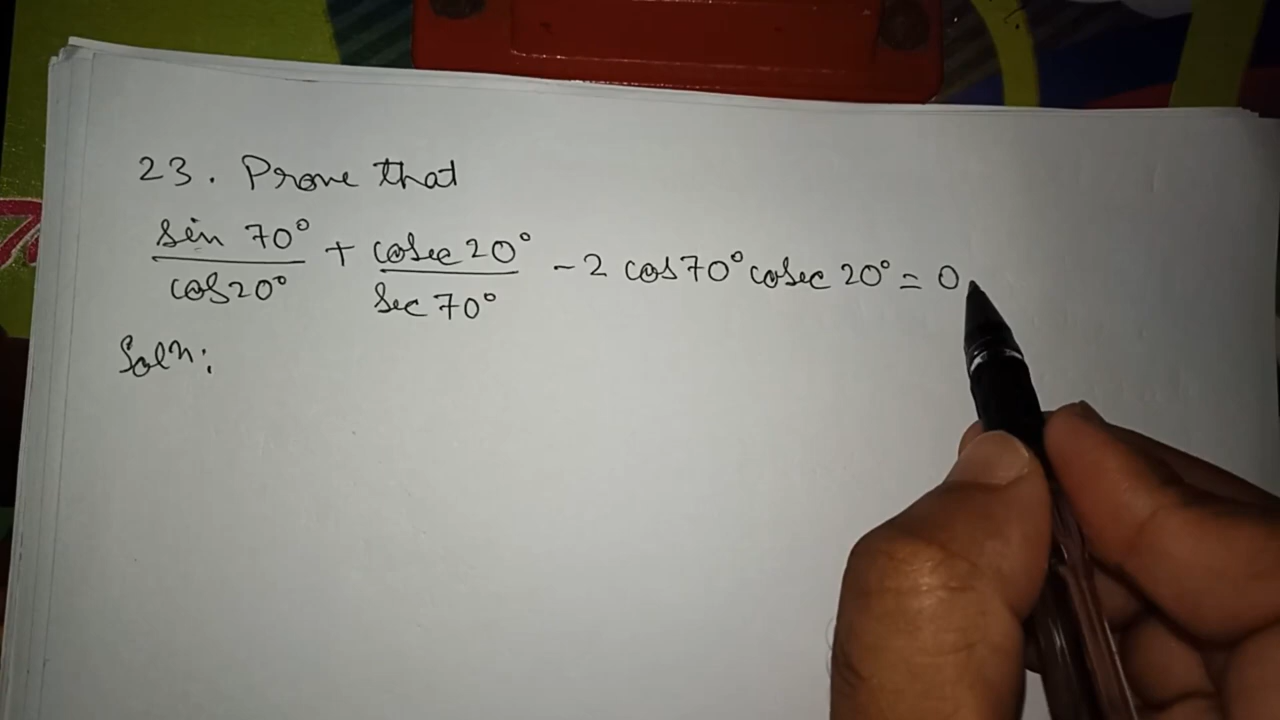 23. Prove that
sin 70° / cos 20° + cosec 20° / sec 70° - 2 cos 70° cosec 20° = 0
Soln: